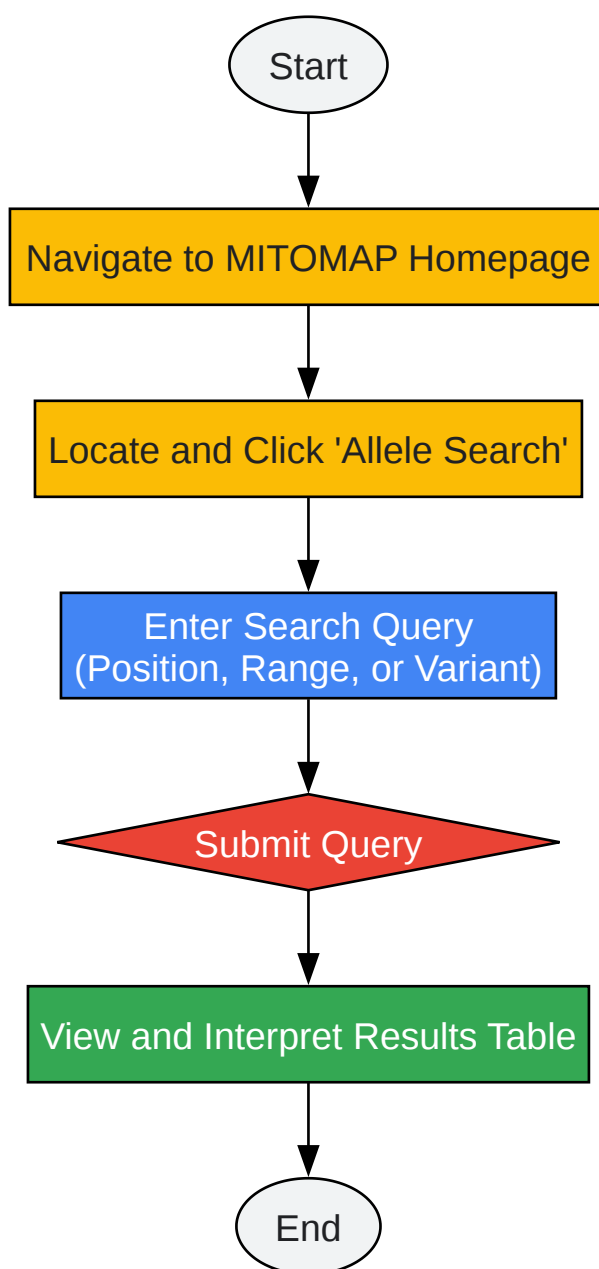 Start
Navigate to MITOMAP Homepage
Locate and Click 'Allele Search'
Enter Search Query
(Position, Range, or Variant)
Submit Query
View and Interpret Results Table
End